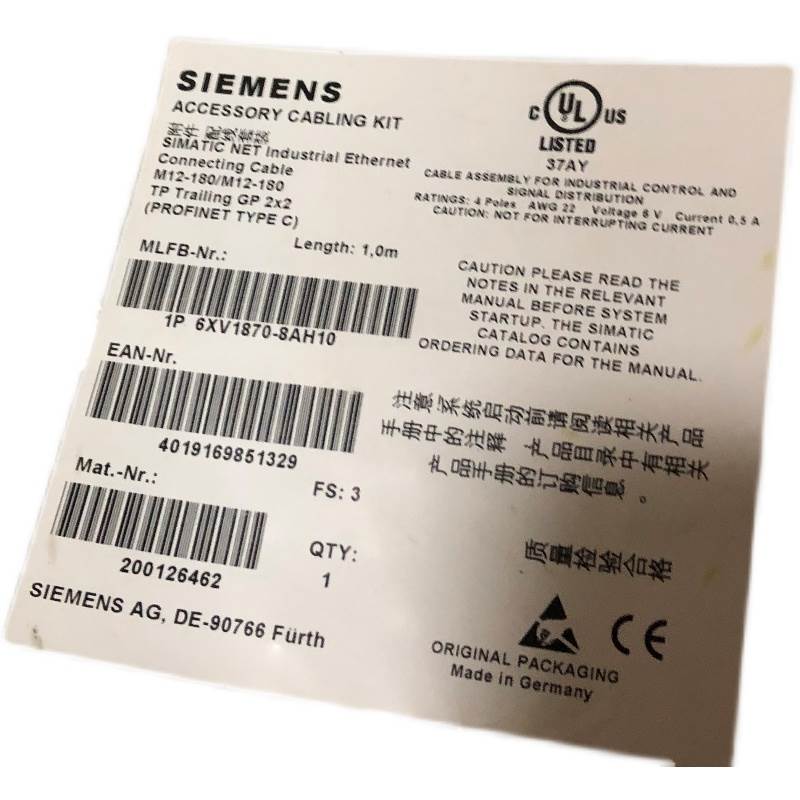 SIEMENS
ACCESSORY CABLING KIT
附件 配线套装
SIMATIC NET Industrial Ethernet
Connecting Cable
M12-180/M12-180
TP Trailing GP 2x2
(PROFINET TYPE C)
Length: 1,0m
MLFB-Nr.:
1P 6XV1870-8AH10
EAN-Nr.
4019169851329
Mat.-Nr.:
FS: 3
200126462
QTY:
1
SIEMENS AG, DE-90766 Fürth
C UL US
LISTED
37AY
CABLE ASSEMBLY FOR INDUSTRIAL CONTROL AND
SIGNAL DISTRIBUTION
RATINGS: 4 Poles AWG 22 Voltage 6 V Current 0,5 A
CAUTION: NOT FOR INTERRUPTING CURRENT
CAUTION PLEASE READ THE
NOTES IN THE RELEVANT
MANUAL BEFORE SYSTEM
STARTUP. THE SIMATIC
CATALOG CONTAINS
ORDERING DATA FOR THE MANUAL.
注意系统启动前请阅读相关产品
手册中的注释 产品目录中有相关
产品手册的订购信息。
质量检验合格
CE
ORIGINAL PACKAGING
Made in Germany